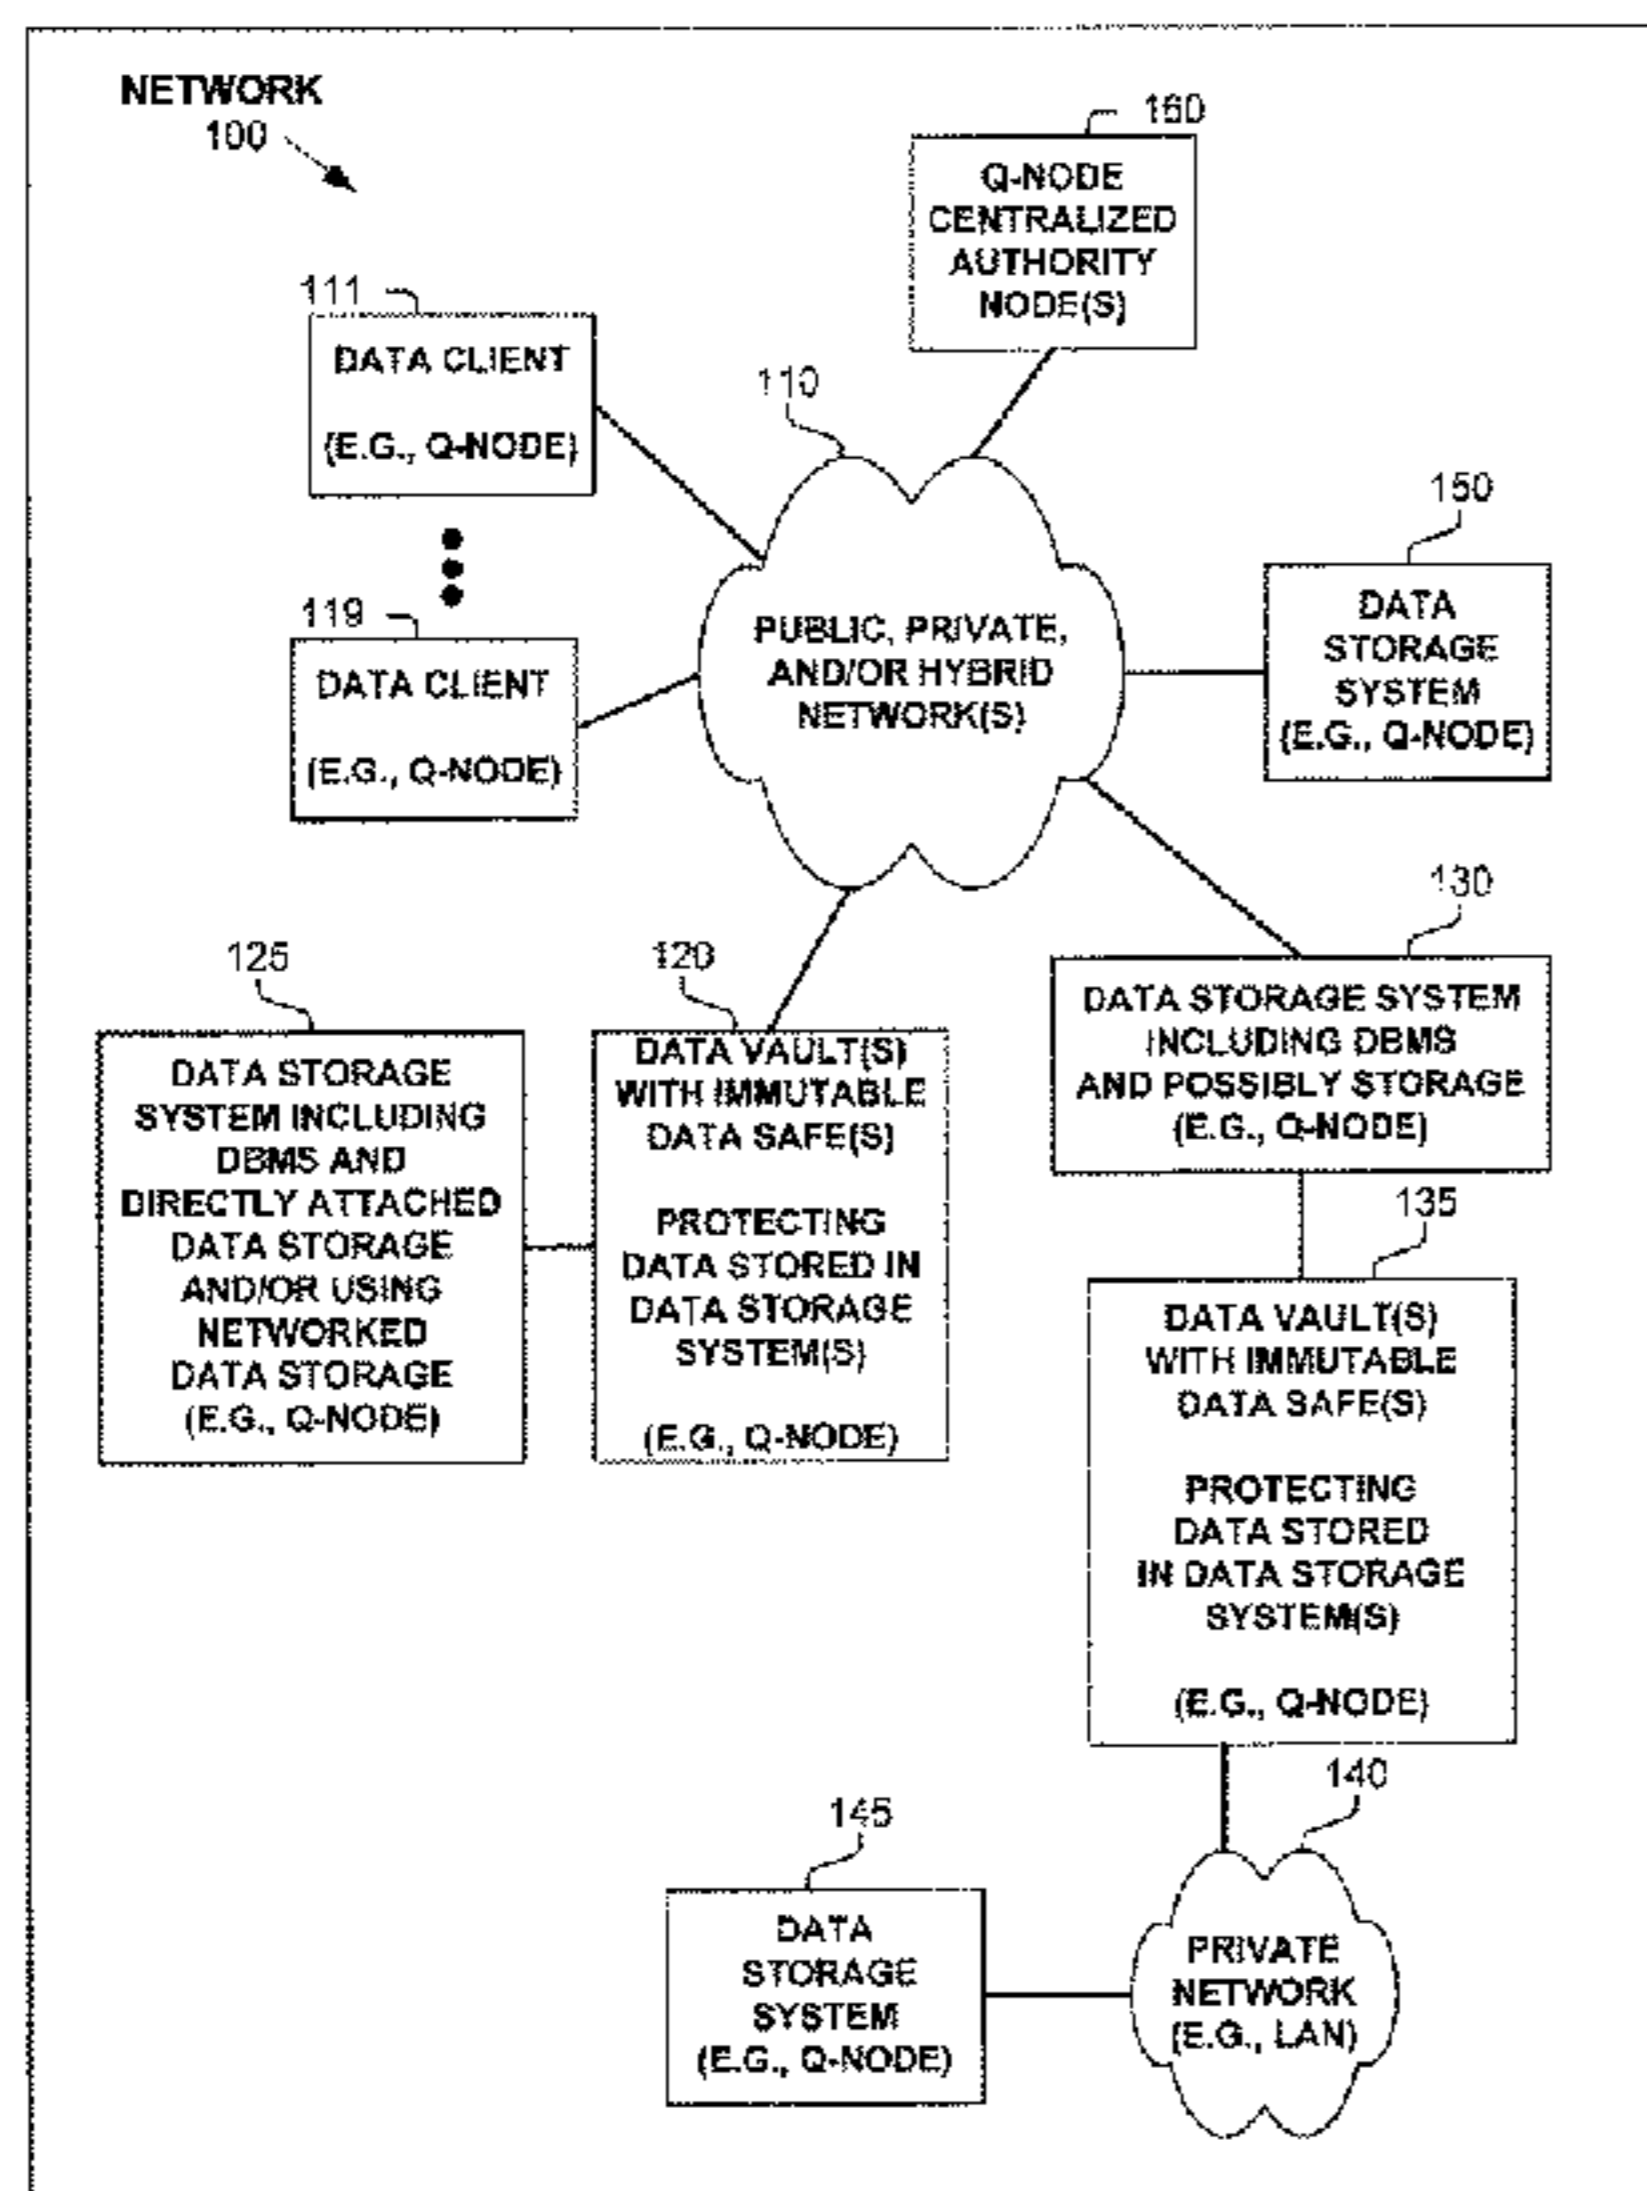 NETWORK
100
160
Q-NODE
CENTRALIZED
AUTHORITY
NODE(S)
111
DATA CLIENT
(E.G., Q-NODE)
110
119
DATA CLIENT
(E.G., Q-NODE)
PUBLIC, PRIVATE,
AND/OR HYBRID
NETWORK(S)
150
DATA
STORAGE
SYSTEM
(E.G., Q-NODE)
125
DATA STORAGE
SYSTEM INCLUDING
DBMS AND
DIRECTLY ATTACHED
DATA STORAGE
AND/OR USING
NETWORKED
DATA STORAGE
(E.G., Q-NODE)
120
DATA VAULT(S)
WITH IMMUTABLE
DATA SAFE(S)
PROTECTING
DATA STORED IN
DATA STORAGE
SYSTEM(S)
(E.G., Q-NODE)
130
DATA STORAGE SYSTEM
INCLUDING DBMS
AND POSSIBLY STORAGE
(E.G., Q-NODE)
135
DATA VAULT(S)
WITH IMMUTABLE
DATA SAFE(S)
PROTECTING
DATA STORED
IN DATA STORAGE
SYSTEM(S)
(E.G., Q-NODE)
145
DATA
STORAGE
SYSTEM
(E.G., Q-NODE)
140
PRIVATE
NETWORK
(E.G., LAN)